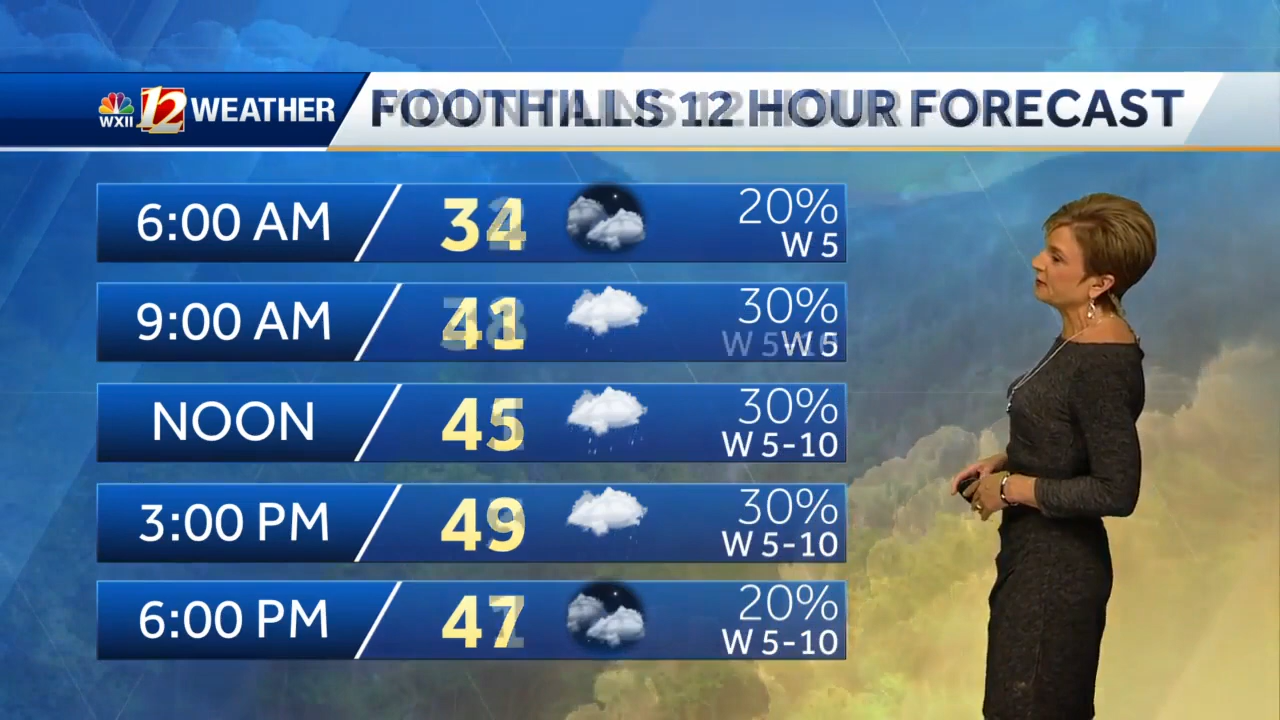 WXII 12 WEATHER
FOOTHILLS 12 HOUR FORECAST
6:00 AM 34 20%
W 5
9:00 AM 41 30%
W 5
NOON 45 30%
W 5-10
3:00 PM 49 30%
W 5-10
6:00 PM 47 20%
W 5-10